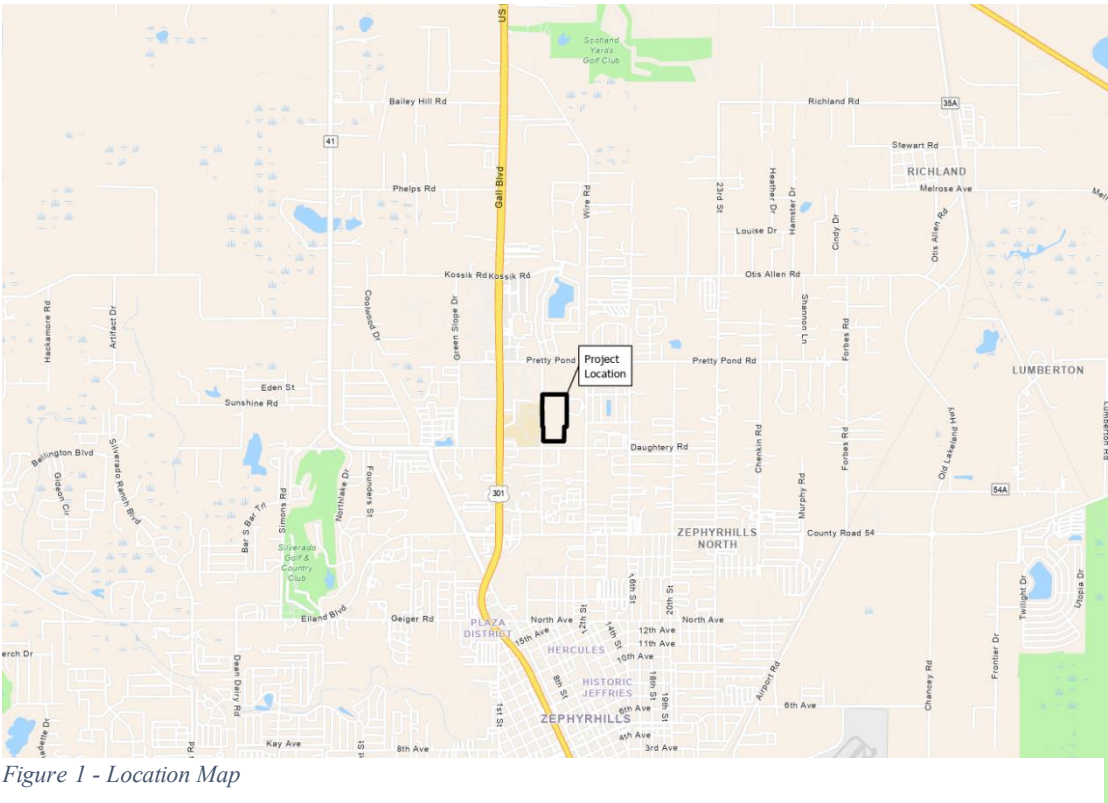 US
Scotland
Yards
Golf Club
Bailey Hill Rd
Richland Rd
35A
41
Stewart Rd
RICHLAND
Phelps Rd
Gall Blvd
Wire Rd
23rd St
Heather Dr
Hamster Dr
Melrose Ave
Louise Dr
Cindy Dr
Otis Allen Rd
Kossik Rd
Kossik Rd
Otis Allen Rd
Hackamore Rd
Artifact Dr
Coolwood Dr
Green Slope Dr
Shannon Ln
Forbes Rd
Pretty Pond
Project
Location
Pretty Pond Rd
LUMBERTON
Eden St
Sunshine Rd
Lumberton Rd
Old Lakeland Hwy
Bellington Blvd
Gideon Cir
Silverado Ranch Blvd
Bar S Bar Trl
Simons Rd
Northlake Dr
Founders St
Daughtery Rd
Chenkin Rd
Forbes Rd
Murphy Rd
301
54A
ZEPHYRHILLS
NORTH
County Road 54
Silverado
Golf &
Country
Club
Eiland Blvd
Geiger Rd
PLAZA
DISTRICT
North Ave
15th Ave
12th St
14th St
16th St
20th St
North Ave
12th Ave
11th Ave
10th Ave
HERCULES
Twilight Dr
Utopia Dr
Frontier Dr
Chancey Rd
Airport Rd
erch Dr
Dean Dairy Rd
8th St
HISTORIC
JEFFRIES
18th St
19th St
6th Ave
6th Ave
1st St
ZEPHYRHILLS
4th Ave
3rd Ave
Kay Ave
8th Ave
Figure 1 - Location Map